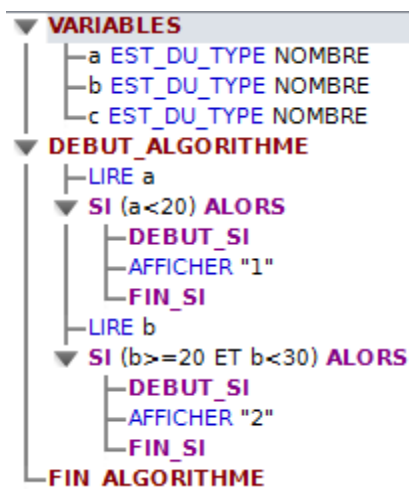 VARIABLES
a EST_DU_TYPE NOMBRE
b EST_DU_TYPE NOMBRE
c EST_DU_TYPE NOMBRE
DEBUT_ALGORITHME
LIRE a
SI (a<20) ALORS
DEBUT_SI
AFFICHER "1"
FIN_SI
LIRE b
SI (b>=20 ET b<30) ALORS
DEBUT_SI
AFFICHER "2"
FIN_SI
FIN_ALGORITHME